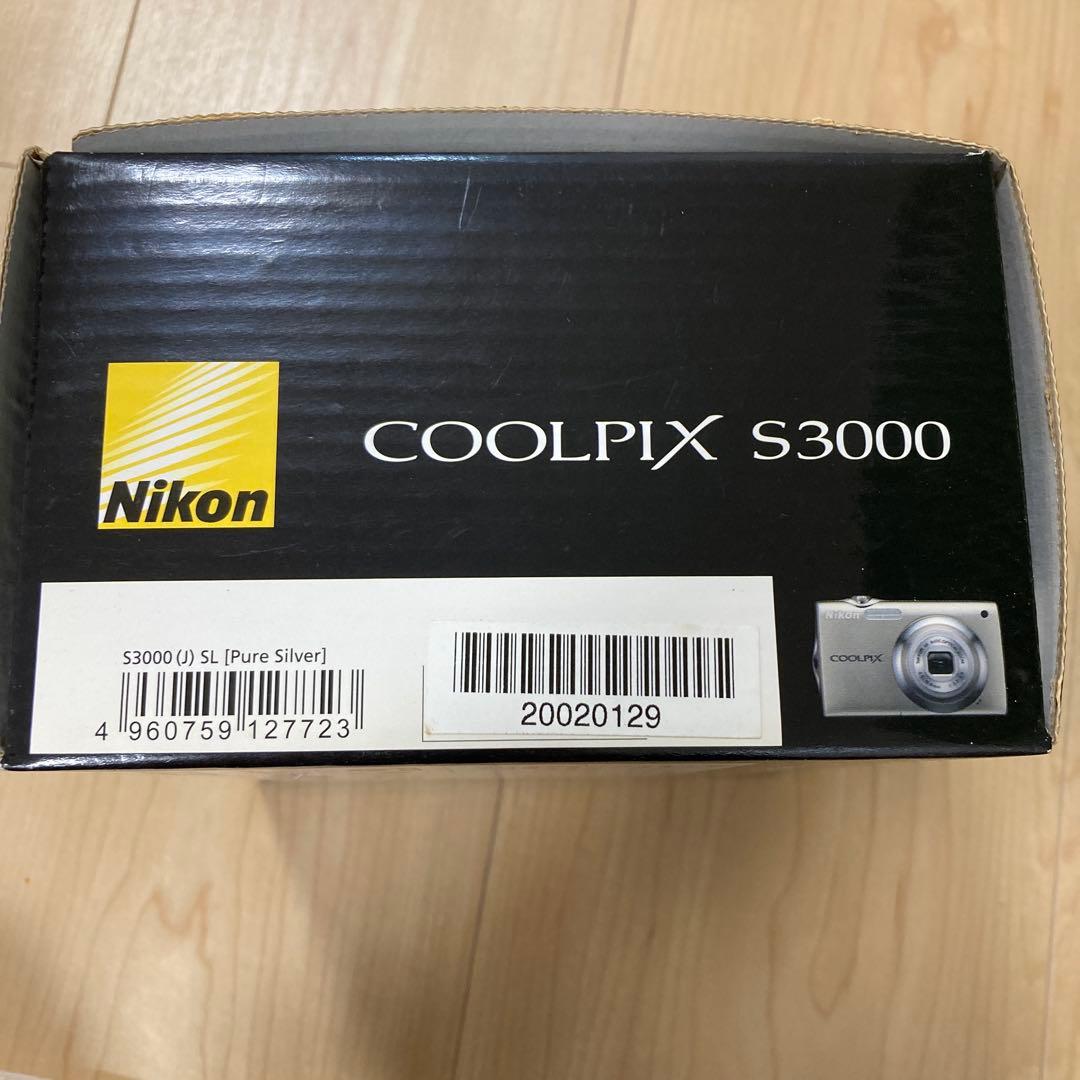 Nikon
COOLPIX S3000
S3000 (J) SL [Pure Silver]
4 960759 127723
20020129
Nikon
COOLPIX